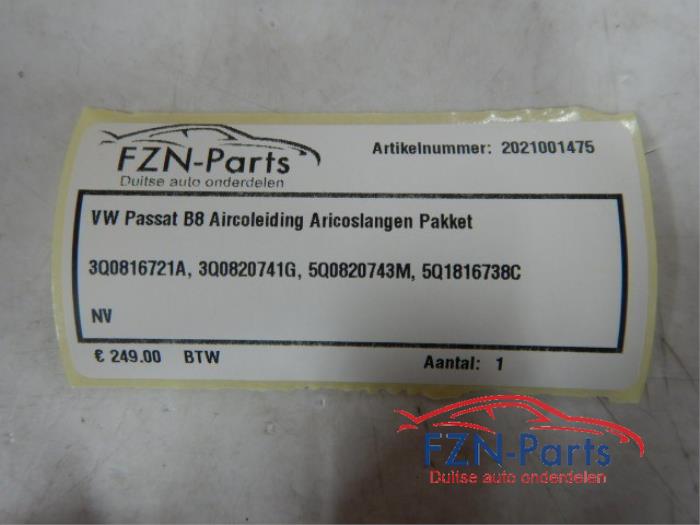 FZN-Parts
Duitse auto onderdelen
Artikelnummer: 2021001475
VW Passat B8 Aircoleiding Aricoslangen Pakket
3Q0816721A, 3Q0820741G, 5Q0820743M, 5Q1816738C
NV
€ 249.00 BTW
Aantal: 1
FZN-Parts
Duitse auto onderdelen